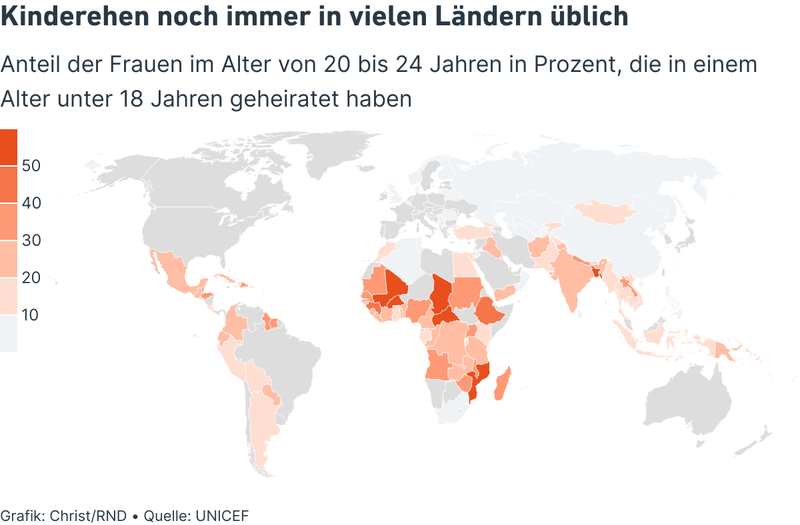 Kinderehen noch immer in vielen Ländern üblich
Anteil der Frauen im Alter von 20 bis 24 Jahren in Prozent, die in einem
Alter unter 18 Jahren geheiratet haben
50
40
30
20
10
Grafik: Christ/RND • Quelle: UNICEF